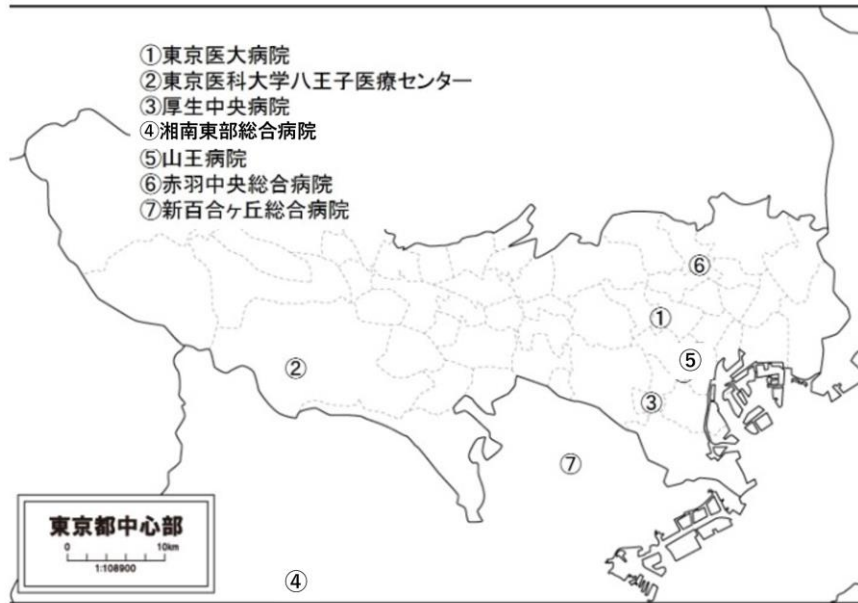 ①東京医大病院
②東京医科大学八王子医療センター
③厚生中央病院
④湘南東部総合病院
⑤山王病院
⑥赤羽中央総合病院
⑦新百合ヶ丘総合病院
⑥
①
⑤
②
③
⑦
東京都中心部
0 10km
1:108900
④